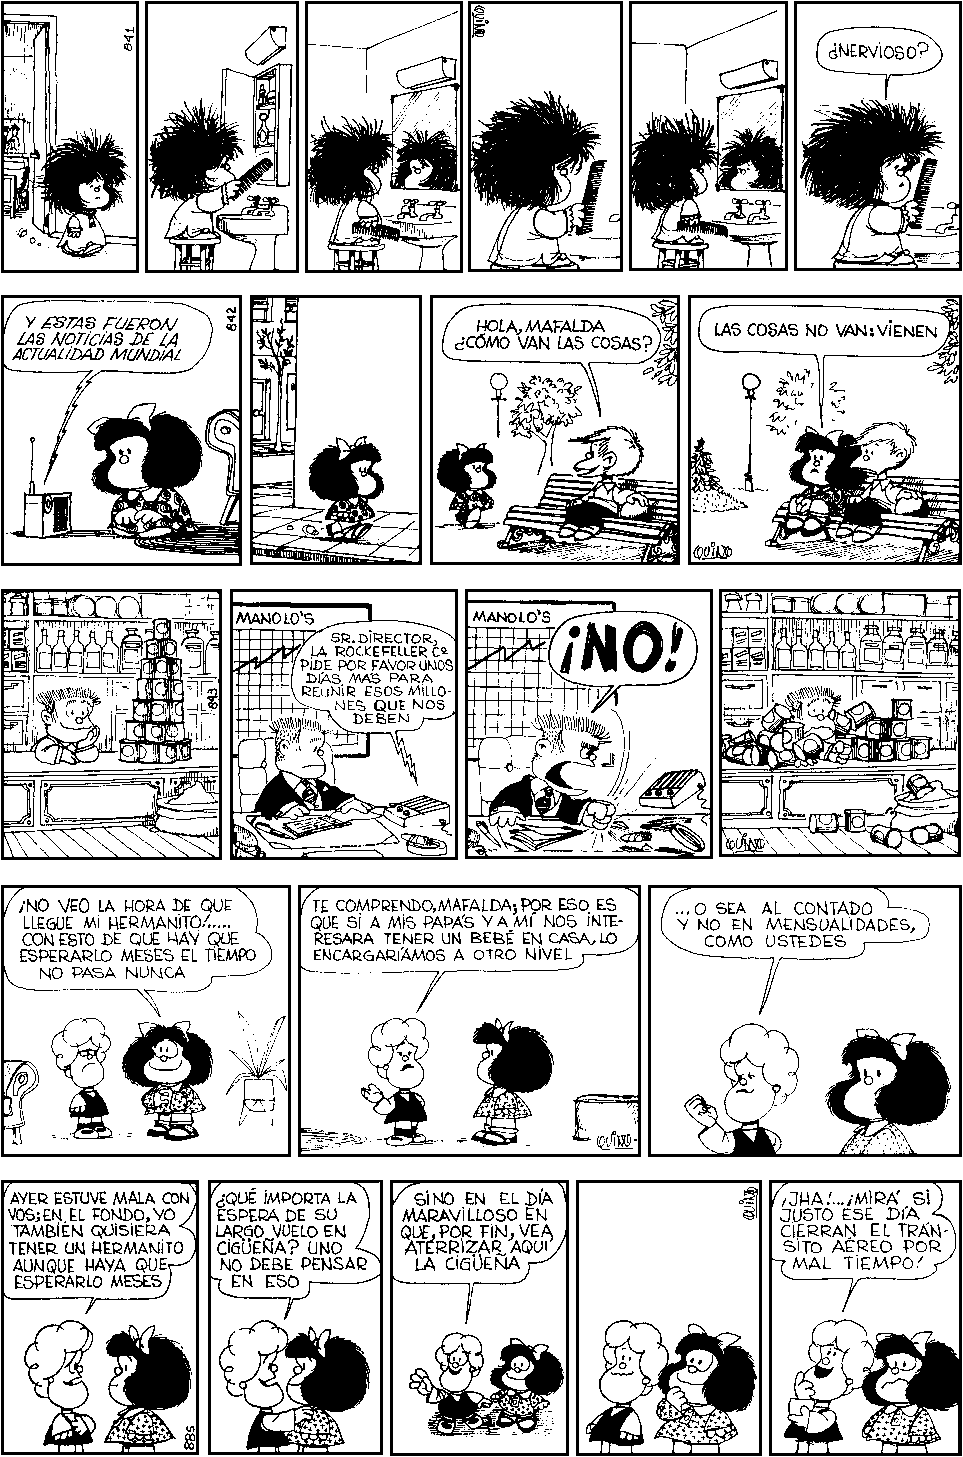 841
QUINO
¿NERVIOSO?
Y ESTAS FUERON
LAS NOTICIAS DE LA
ACTUALIDAD MUNDIAL
842
HOLA, MAFALDA
¿CÓMO VAN LAS COSAS?
LAS COSAS NO VAN: VIENEN
QUINO
843
MANOLO'S
SR. DIRECTOR,
LA ROCKEFELLER Co
PIDE POR FAVOR UNOS
DÍAS MAS PARA
REUNIR ESOS MILLO-
NES QUE NOS
DEBEN
MANOLO'S
¡NO!
QUINO
¡NO VEO LA HORA DE QUE
LLEGUE MI HERMANITO!.....
CON ESTO DE QUE HAY QUE
ESPERARLO MESES EL TIEMPO
NO PASA NUNCA
TE COMPRENDO, MAFALDA; POR ESO ES
QUE SÍ A MIS PAPÁS Y A MÍ NOS INTE-
RESARA TENER UN BEBÉ EN CASA, LO
ENCARGARÍAMOS A OTRO NIVEL
QUINO
...O SEA AL CONTADO
Y NO EN MENSUALIDADES,
COMO USTEDES
AYER ESTUVE MALA CON
VOS; EN EL FONDO, YO
TAMBIÉN QUISIERA
TENER UN HERMANITO
AUNQUE HAYA QUE
ESPERARLO MESES
885
¿QUÉ IMPORTA LA
ESPERA DE SU
LARGO VUELO EN
CIGÜEÑA? UNO
NO DEBE PENSAR
EN ESO
SINO EN EL DÍA
MARAVILLOSO EN
QUE, POR FIN, VEA
ATERRIZAR AQUÍ
LA CIGÜEÑA
QUINO
¡JHA!...¡MIRÁ SÍ
JUSTO ESE DÍA
CIERRAN EL TRÁN-
SITO AÉREO POR
MAL TIEMPO!